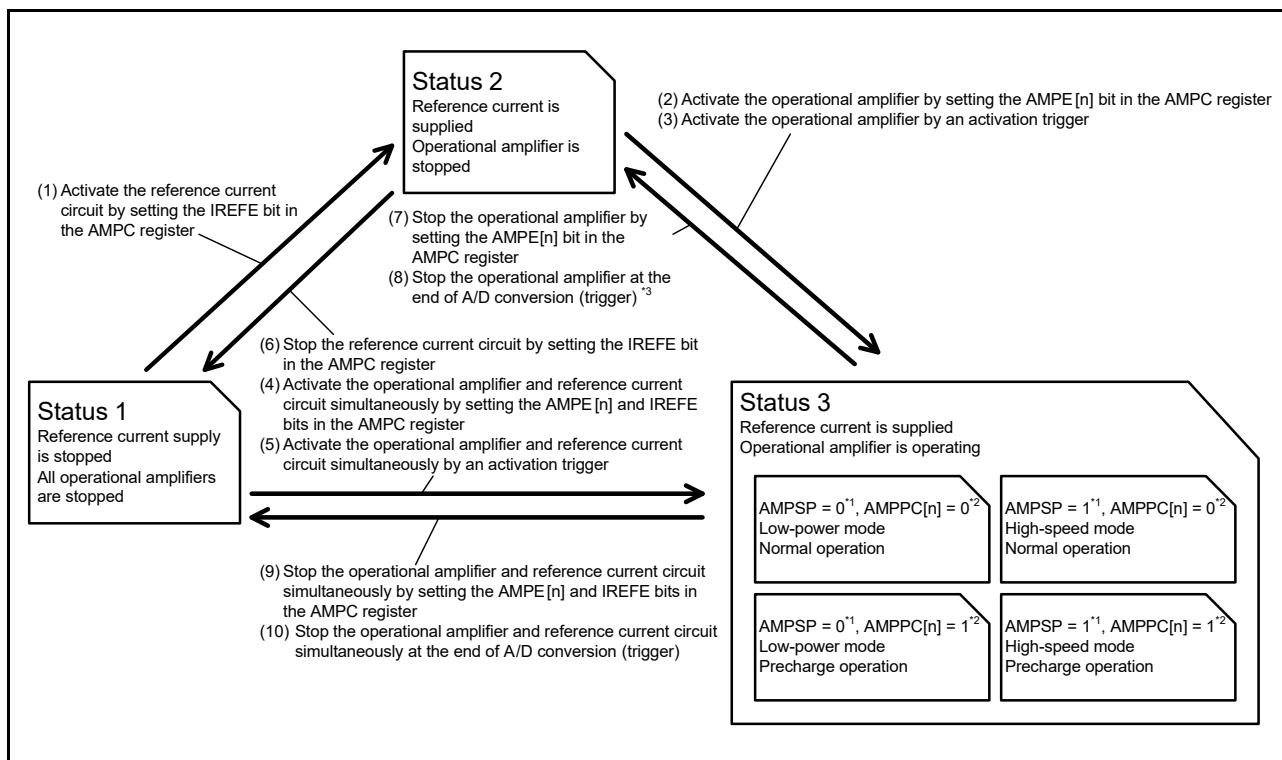 Status 2
Reference current is
supplied
Operational amplifier is
stopped
(2) Activate the operational amplifier by setting the AMPE[n] bit in the AMPC register
(3) Activate the operational amplifier by an activation trigger
(1) Activate the reference current
circuit by setting the IREFE bit in
the AMPC register
(7) Stop the operational amplifier by
setting the AMPE[n] bit in the
AMPC register
(8) Stop the operational amplifier at the
end of A/D conversion (trigger) *3
(6) Stop the reference current circuit by setting the IREFE bit
in the AMPC register
(4) Activate the operational amplifier and reference current
circuit simultaneously by setting the AMPE[n] and IREFE
bits in the AMPC register
(5) Activate the operational amplifier and reference current
circuit simultaneously by an activation trigger
Status 1
Reference current supply
is stopped
All operational amplifiers
are stopped
(9) Stop the operational amplifier and reference current circuit
simultaneously by setting the AMPE[n] and IREFE bits in
the AMPC register
(10) Stop the operational amplifier and reference current circuit
simultaneously at the end of A/D conversion (trigger)
Status 3
Reference current is supplied
Operational amplifier is operating
AMPSP = 0*1, AMPPC[n] = 0*2
Low-power mode
Normal operation
AMPSP = 1*1, AMPPC[n] = 0*2
High-speed mode
Normal operation
AMPSP = 0*1, AMPPC[n] = 1*2
Low-power mode
Precharge operation
AMPSP = 1*1, AMPPC[n] = 1*2
High-speed mode
Precharge operation